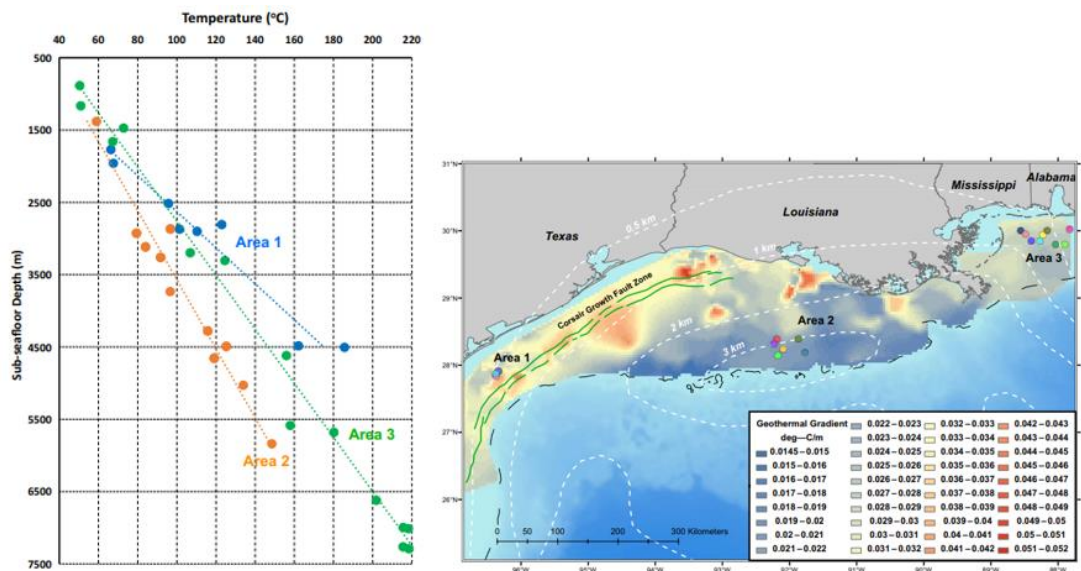 Temperature (°C)
40 60 80 100 120 140 160 180 200 220
Sub-seafloor Depth (m)
500
1500
2500
3500
4500
5500
6500
7500
Area 1
Area 3
Area 2
31°N
30°N
29°N
28°N
27°N
26°N
Texas
Louisiana
Mississippi
Alabama
0.5 km
1 km
2 km
3 km
Corsair Growth Fault Zone
Area 1
Area 2
Area 3
0 50 100 200 300 Kilometers
96°W 95°W 94°W 93°W 92°W 91°W 90°W 89°W 88°W
Geothermal Gradient
deg—C/m
0.0145–0.015
0.015–0.016
0.016–0.017
0.017–0.018
0.018–0.019
0.019–0.02
0.02–0.021
0.021–0.022
0.022–0.023
0.023–0.024
0.024–0.025
0.025–0.026
0.026–0.027
0.027–0.028
0.028–0.029
0.029–0.03
0.03–0.031
0.031–0.032
0.032–0.033
0.033–0.034
0.034–0.035
0.035–0.036
0.036–0.037
0.037–0.038
0.038–0.039
0.039–0.04
0.04–0.041
0.041–0.042
0.042–0.043
0.043–0.044
0.044–0.045
0.045–0.046
0.046–0.047
0.047–0.048
0.048–0.049
0.049–0.05
0.05–0.051
0.051–0.052